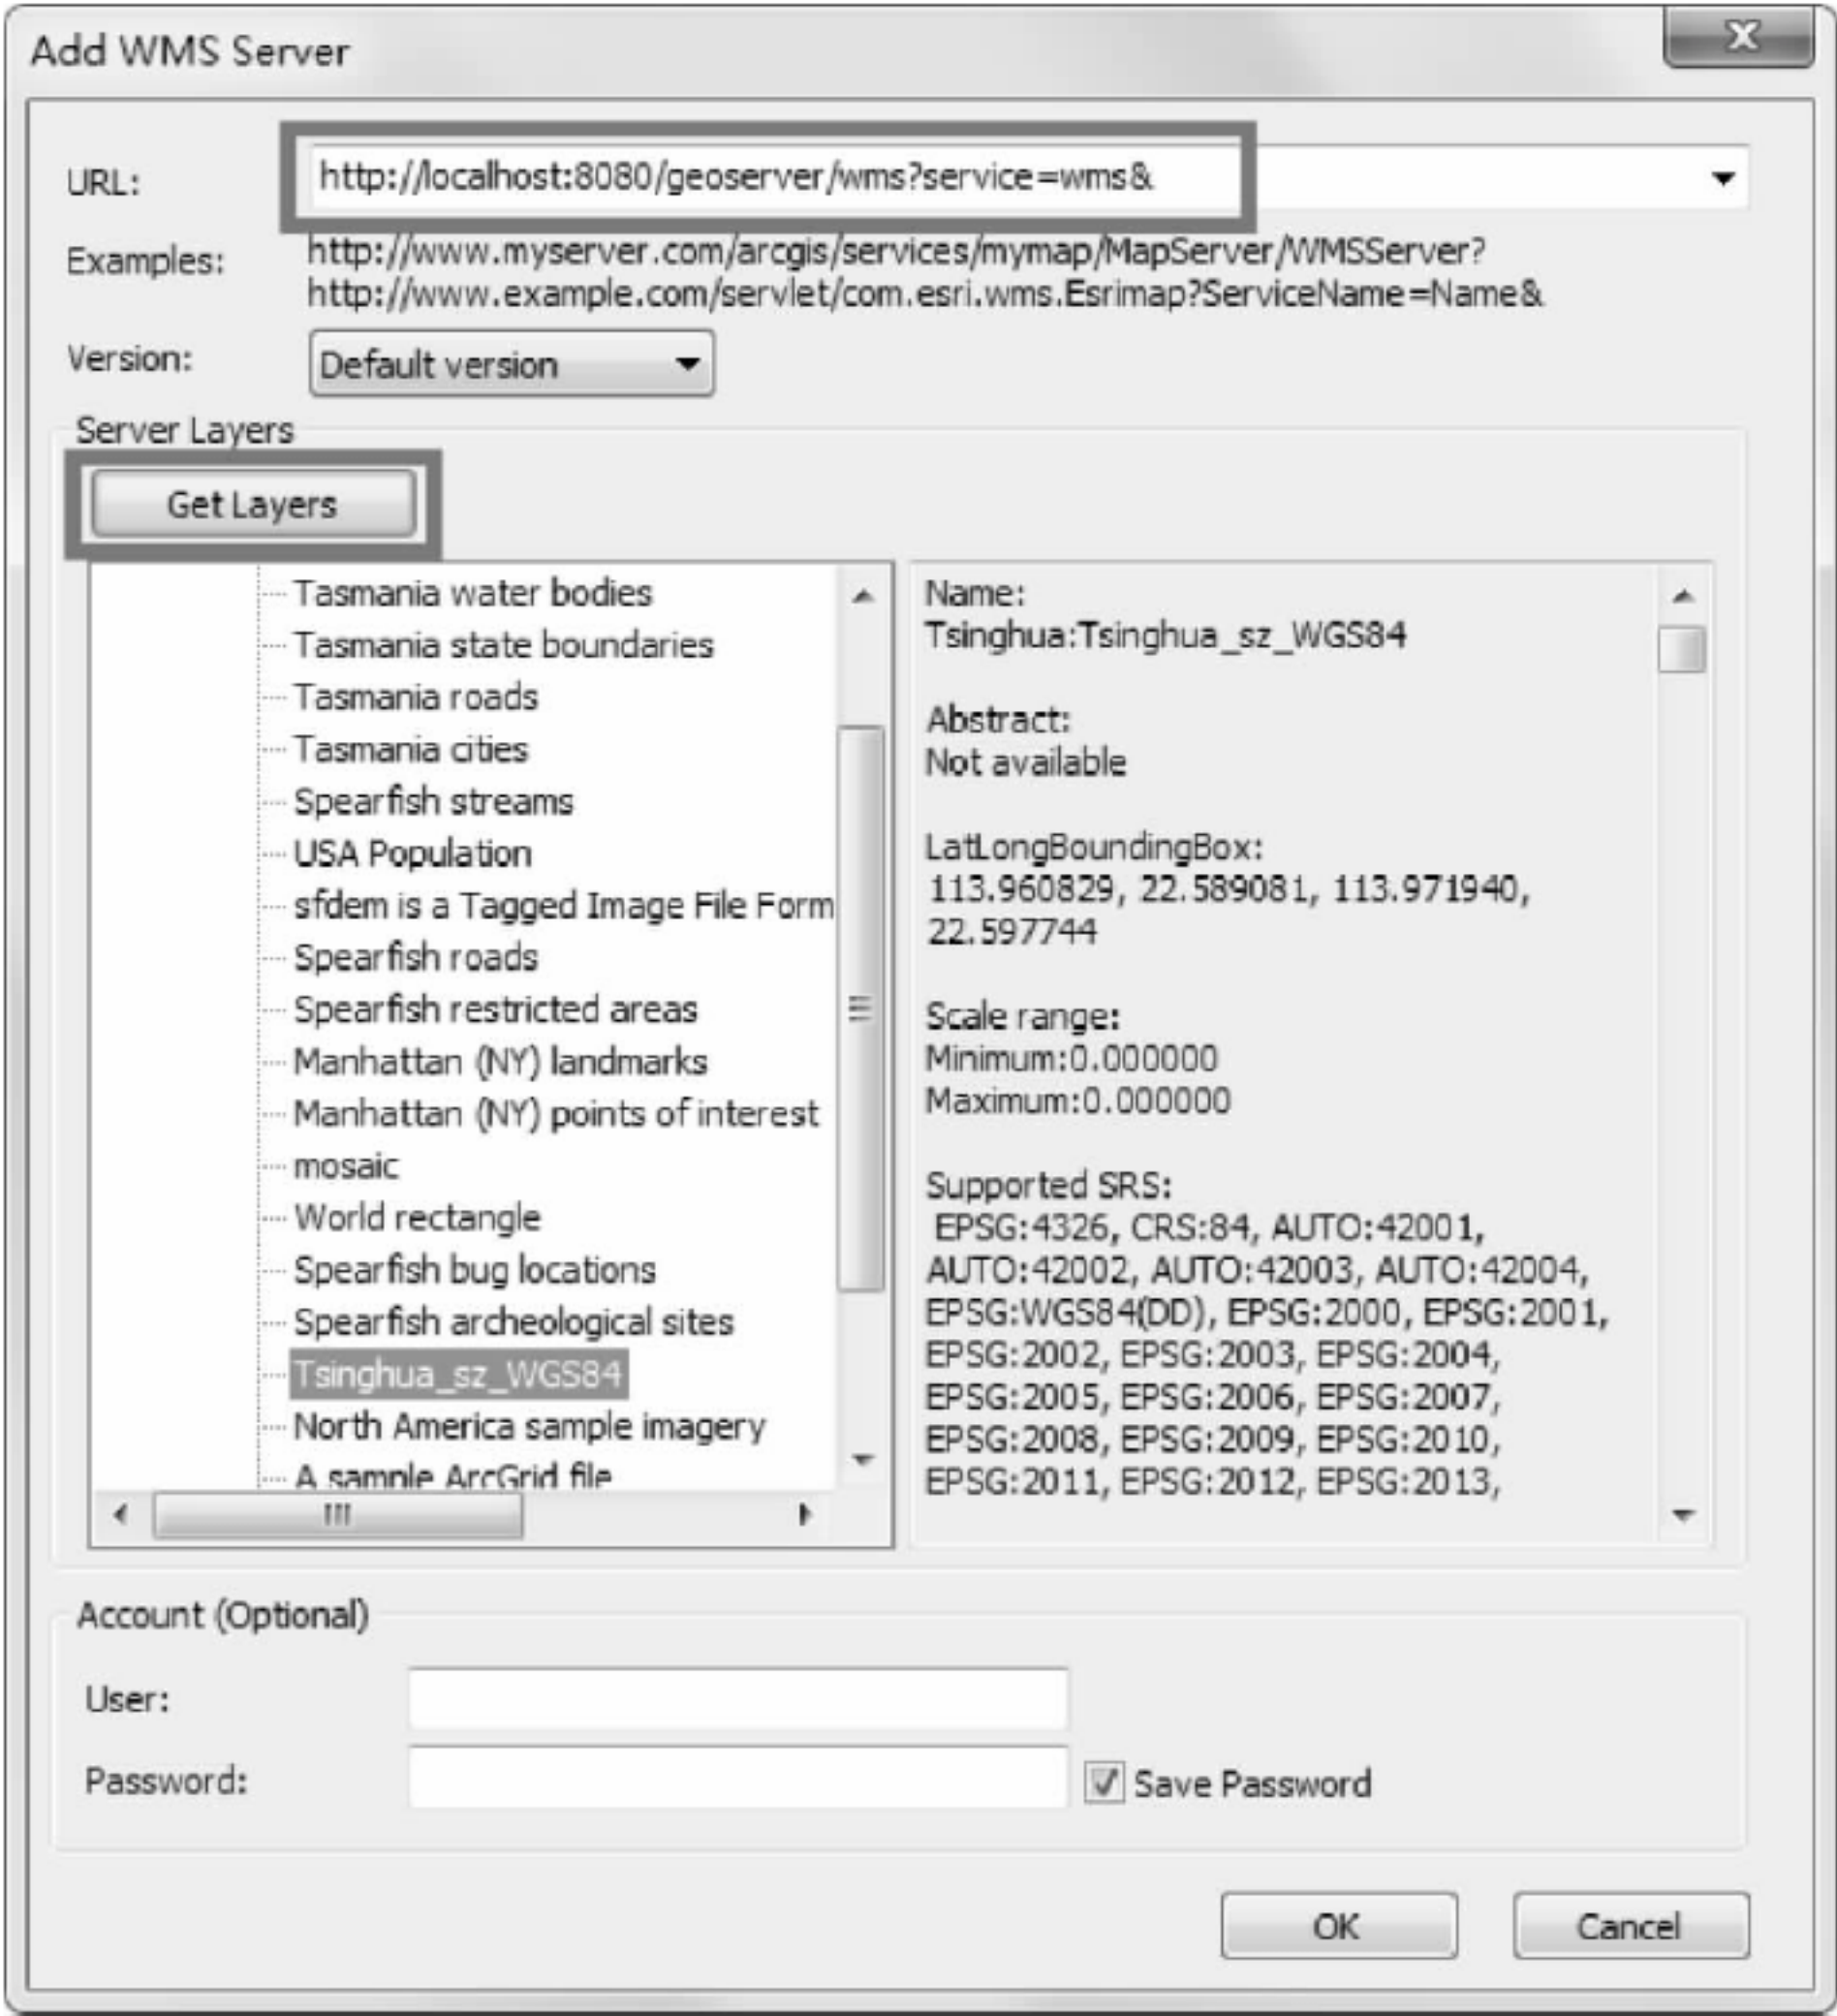 Add WMS Server
URL:
http://localhost:8080/geoserver/wms?service=wms&
Examples:
http://www.myserver.com/arcgis/services/mymap/MapServer/WMSServer?
http://www.example.com/servlet/com.esri.wms.Esrimap?ServiceName=Name&
Version:
Default version
Server Layers
Get Layers
Tasmania water bodies
Tasmania state boundaries
Tasmania roads
Tasmania cities
Spearfish streams
USA Population
sfdem is a Tagged Image File Form
Spearfish roads
Spearfish restricted areas
Manhattan (NY) landmarks
Manhattan (NY) points of interest
mosaic
World rectangle
Spearfish bug locations
Spearfish archeological sites
Tsinghua_sz_WGS84
North America sample imagery
A sample ArcGrid file
Name:
Tsinghua:Tsinghua_sz_WGS84
Abstract:
Not available
LatLongBoundingBox:
113.960829, 22.589081, 113.971940,
22.597744
Scale range:
Minimum:0.000000
Maximum:0.000000
Supported SRS:
EPSG:4326, CRS:84, AUTO:42001,
AUTO:42002, AUTO:42003, AUTO:42004,
EPSG:WGS84(DD), EPSG:2000, EPSG:2001,
EPSG:2002, EPSG:2003, EPSG:2004,
EPSG:2005, EPSG:2006, EPSG:2007,
EPSG:2008, EPSG:2009, EPSG:2010,
EPSG:2011, EPSG:2012, EPSG:2013,
Account (Optional)
User:
Password:
Save Password
OK
Cancel